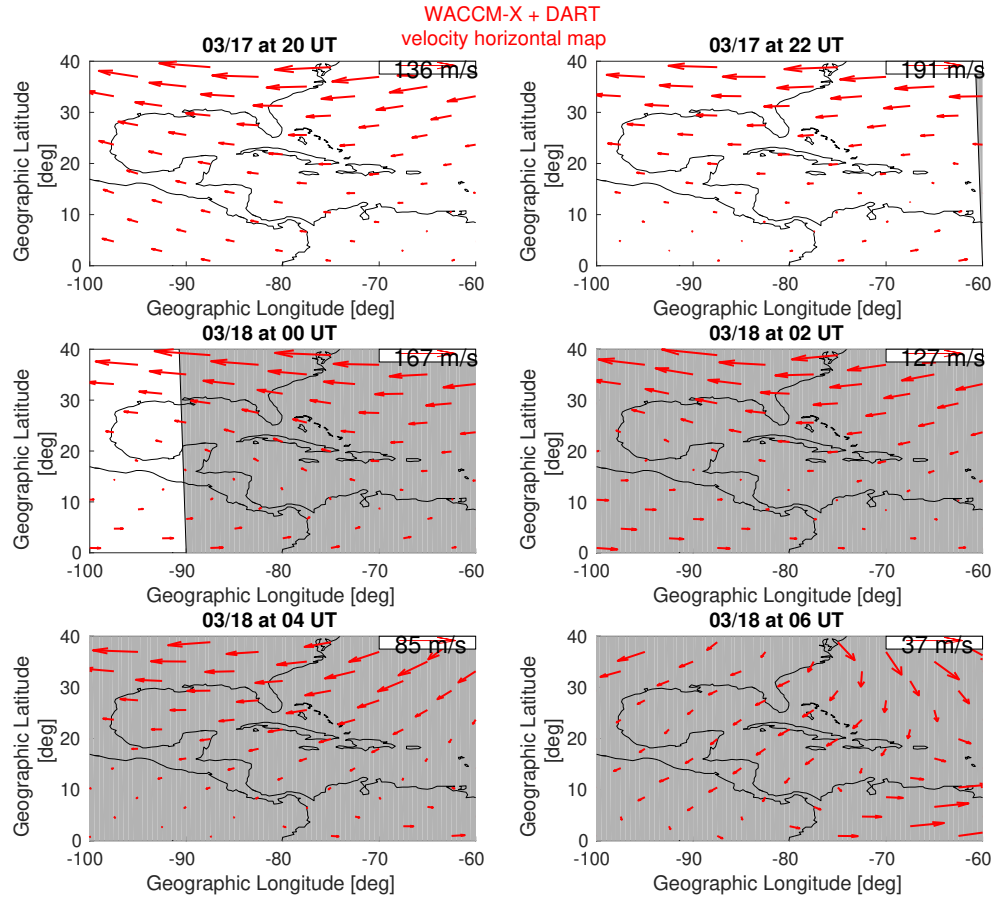 WACCM-X + DART
velocity horizontal map
03/17 at 20 UT
136 m/s
40
30
20
10
0
Geographic Latitude
[deg]
-100
-90
-80
-70
-60
Geographic Longitude [deg]
03/17 at 22 UT
191 m/s
40
30
20
10
0
Geographic Latitude
[deg]
-100
-90
-80
-70
-60
Geographic Longitude [deg]
03/18 at 00 UT
167 m/s
40
30
20
10
0
Geographic Latitude
[deg]
-100
-90
-80
-70
-60
Geographic Longitude [deg]
03/18 at 02 UT
127 m/s
40
30
20
10
0
Geographic Latitude
[deg]
-100
-90
-80
-70
-60
Geographic Longitude [deg]
03/18 at 04 UT
85 m/s
40
30
20
10
0
Geographic Latitude
[deg]
-100
-90
-80
-70
-60
Geographic Longitude [deg]
03/18 at 06 UT
37 m/s
40
30
20
10
0
Geographic Latitude
[deg]
-100
-90
-80
-70
-60
Geographic Longitude [deg]